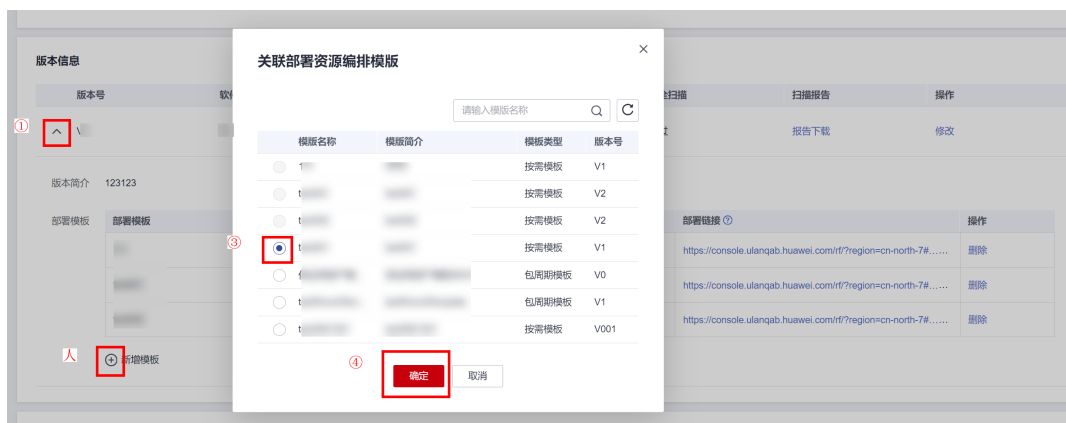 版本信息
版本号
扫描报告
操作
①
报告下载
修改
版本简介 123123
部署模板
部署模板
部署链接
操作
https://console.ulanqab.huawei.com/rf/?region=cn-north-7#……
删除
https://console.ulanqab.huawei.com/rf/?region=cn-north-7#……
删除
https://console.ulanqab.huawei.com/rf/?region=cn-north-7#……
删除
人
新增模板
关联部署资源编排模版
请输入模版名称
模版名称 模版简介 模板类型 版本号
按需模板 V1
按需模板 V2
按需模板 V2
③
按需模板 V1
包周期模板 V0
包周期模板 V1
按需模板 V001
④
确定 取消